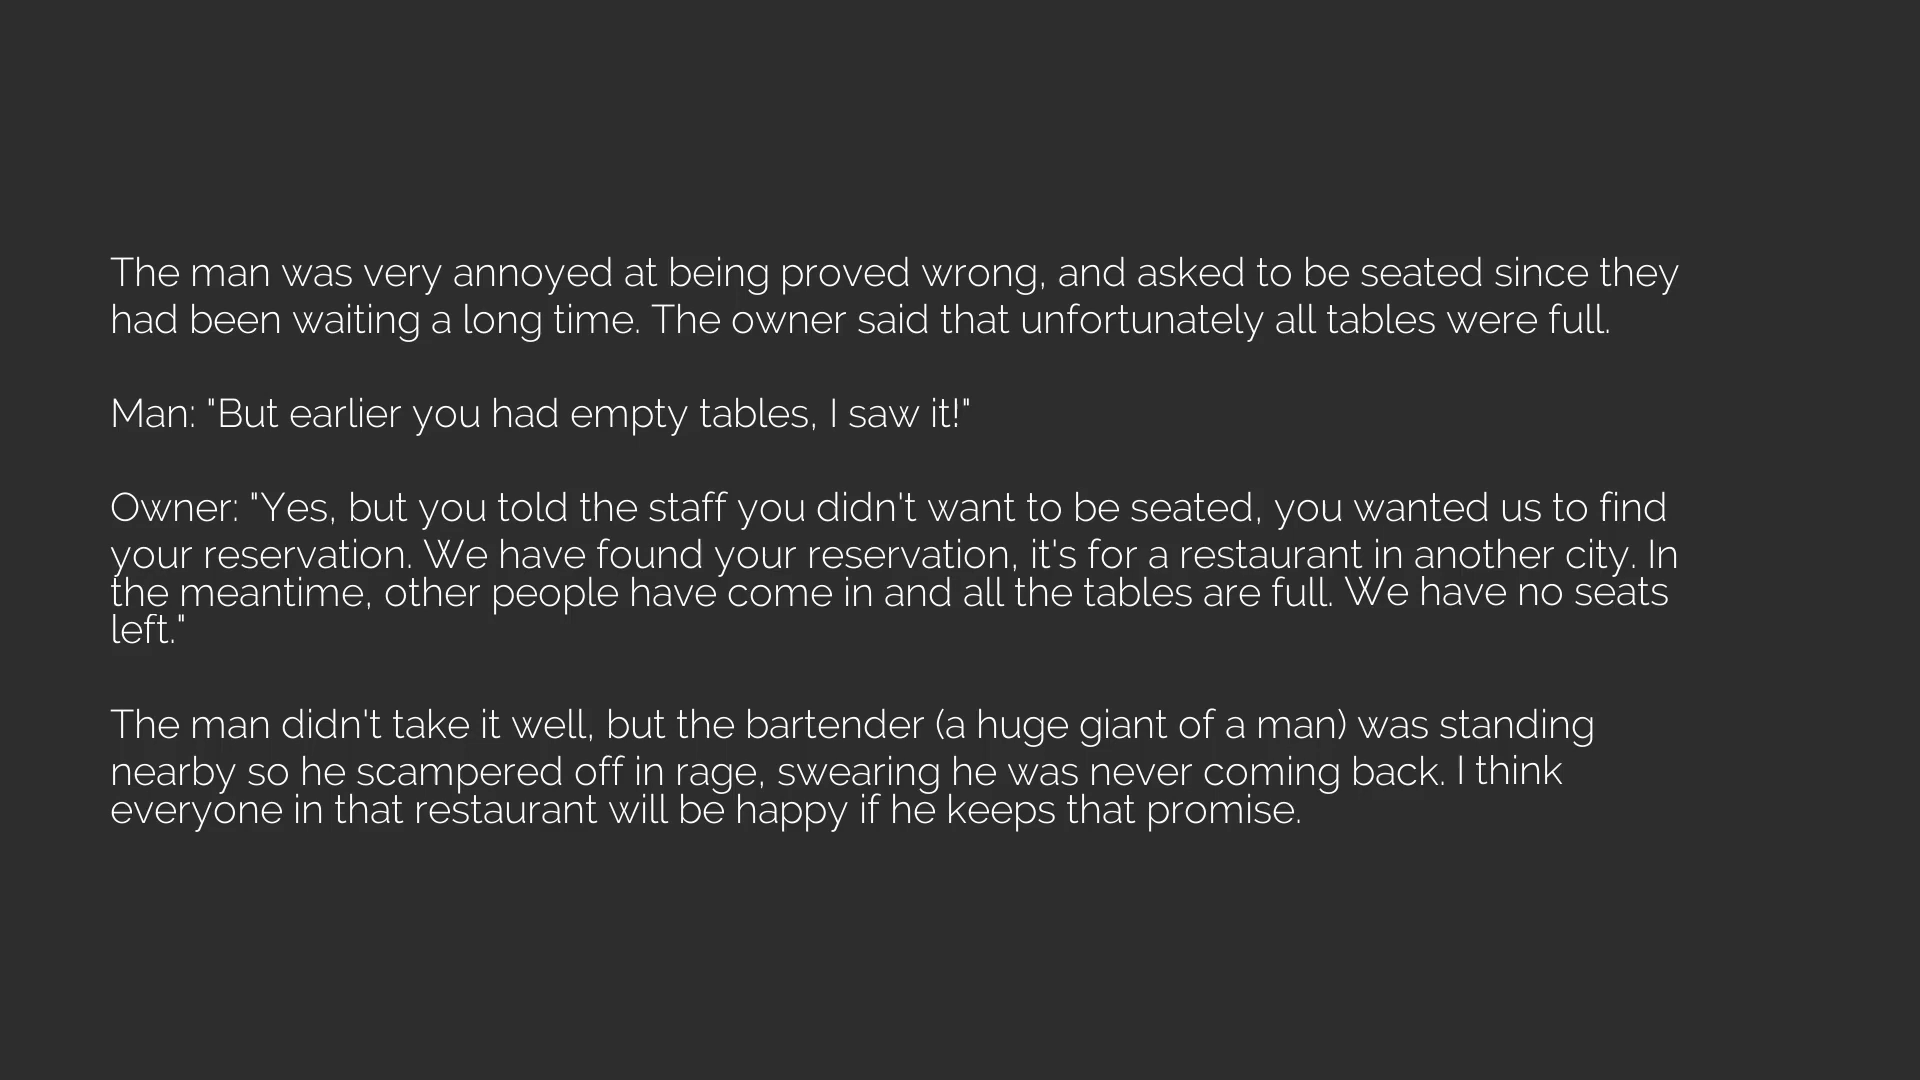 The man was very annoyed at being proved wrong, and asked to be seated since they
had been waiting a long time. The owner said that unfortunately all tables were full.
Man: "But earlier you had empty tables, I saw it!"
Owner: "Yes, but you told the staff you didn't want to be seated, you wanted us to find
your reservation. We have found your reservation, it's for a restaurant in another city. In
the meantime, other people have come in and all the tables are full. We have no seats
left."
The man didn't take it well, but the bartender (a huge giant of a man) was standing
nearby so he scampered off in rage, swearing he was never coming back. I think
everyone in that restaurant will be happy if he keeps that promise.